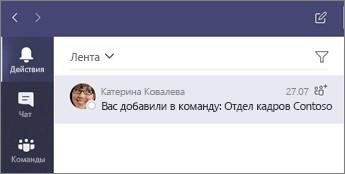 Действия
Чат
Команды
Лента
Катерина Ковалева 27.07
Вас добавили в команду: Отдел кадров Contoso